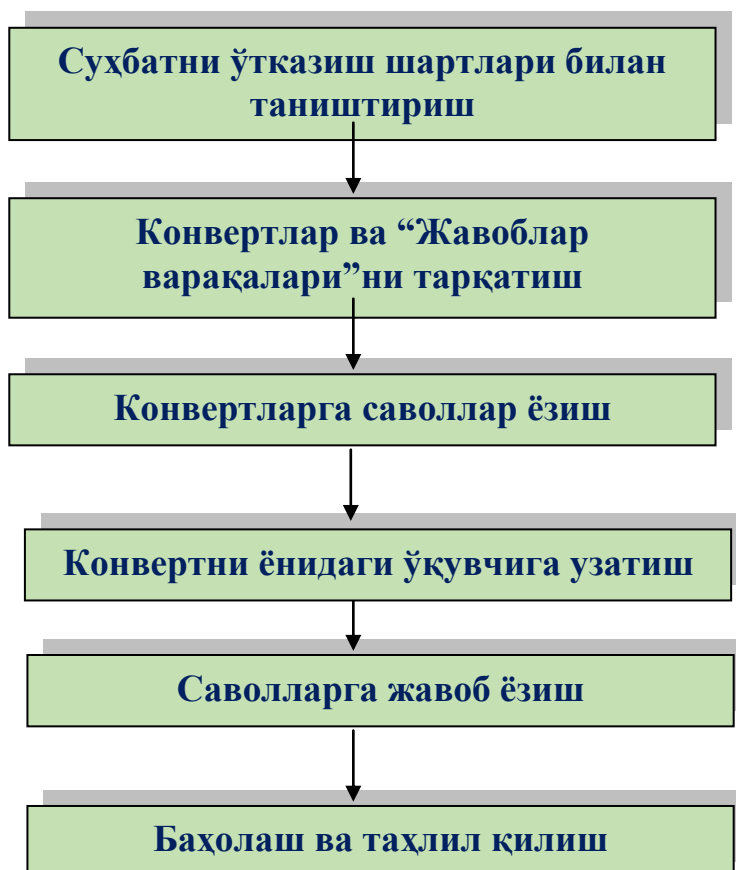 Суҳбатни ўтказиш шартлари билан
таништириш
Конвертлар ва “Жавоблар
варақалари”ни тарқатиш
Конвертларга саволлар ёзиш
Конвертни ёнидаги ўқувчига узатиш
Саволларга жавоб ёзиш
Баҳолаш ва таҳлил қилиш